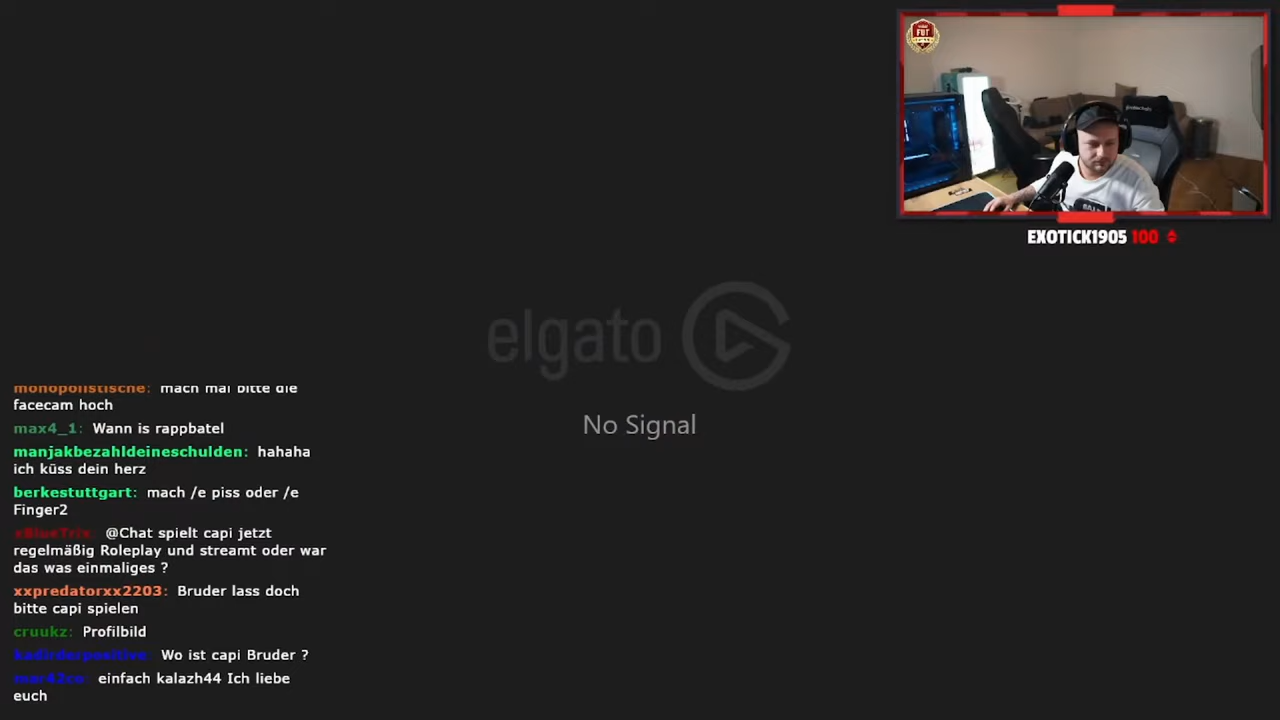 FUT
EXOTICK1905 100
elgato
No Signal
monopolistische: mach mal bitte die
facecam hoch
max4_1: Wann is rappbatel
manjakbezahldeineschulden: hahaha
ich küss dein herz
berkestuttgart: mach /e piss oder /e
Finger2
xBlueTrix: @Chat spielt capi jetzt
regelmäßig Roleplay und streamt oder war
das was einmaliges ?
xxpredatorxx2203: Bruder lass doch
bitte capi spielen
cruukz: Profilbild
Wo ist capi Bruder ?
einfach kalazh44 Ich liebe
euch